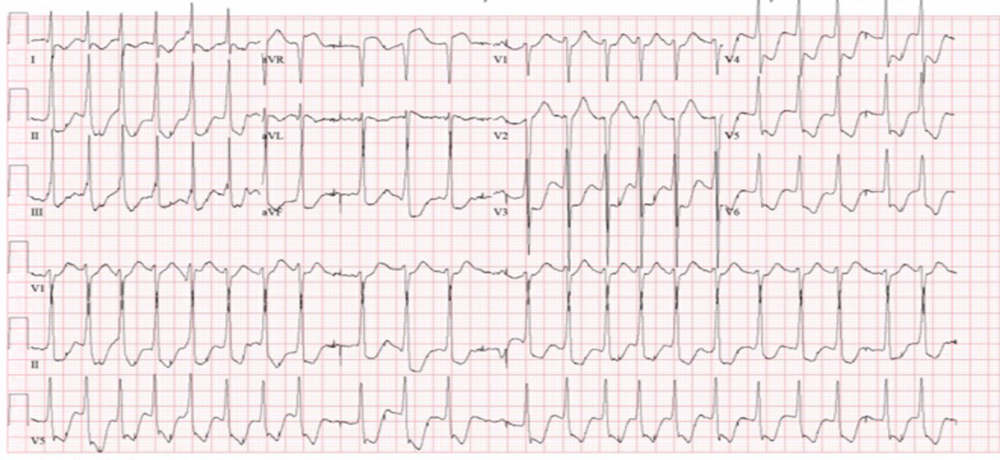 I aVR V1 V4
II aVL V2 V5
III aVF V3 V6
V1
II
V5